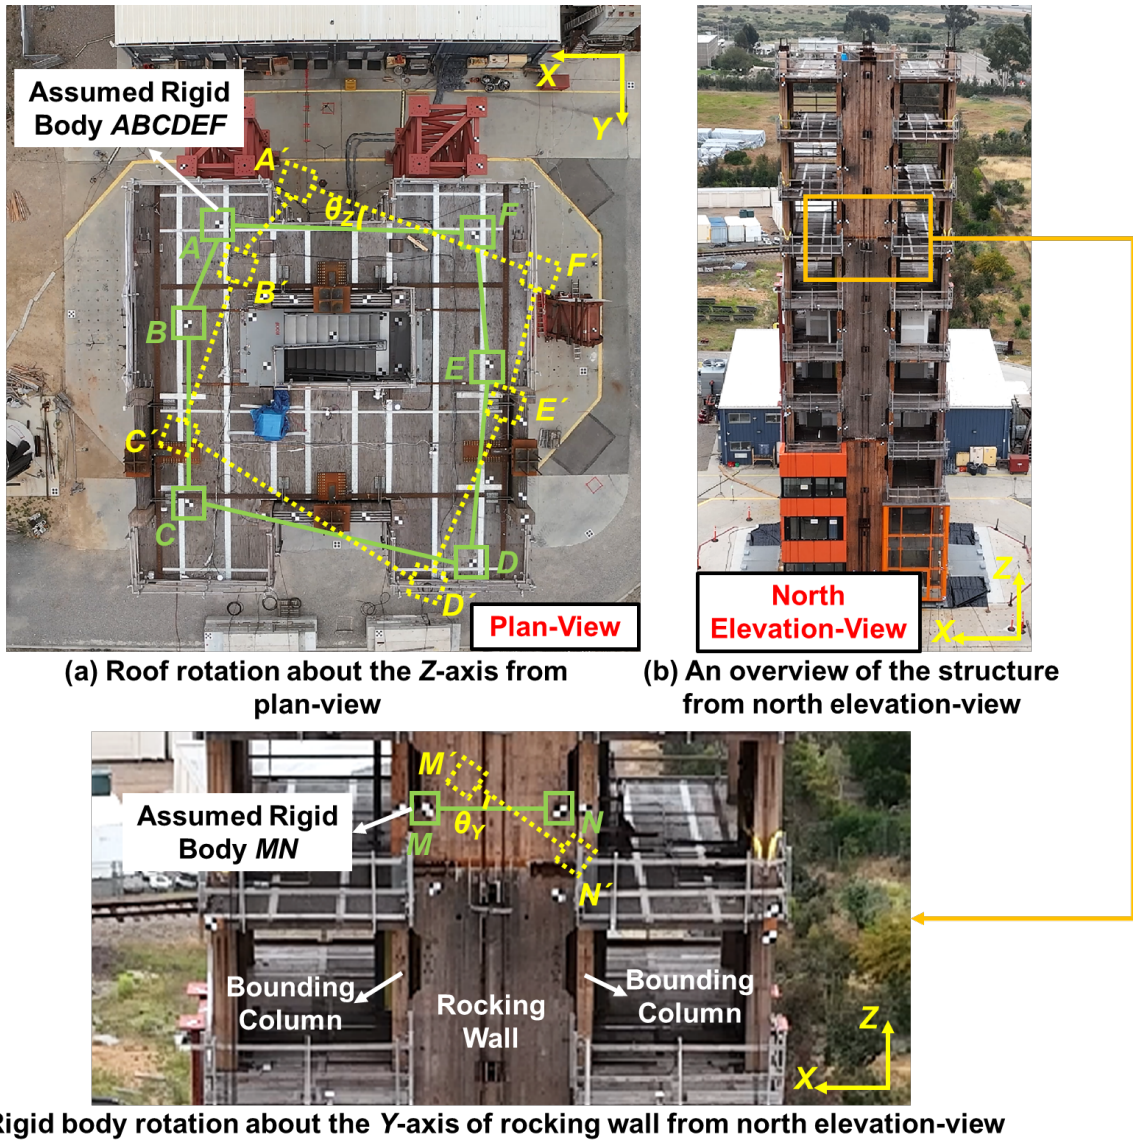 Assumed Rigid
Body ABCDEF
X
Y
A´
θZ
F
A
B´
F´
B
E
E´
C´
C
D
D´
Plan-View
North
Elevation-View
Z
X
(a) Roof rotation about the Z-axis from
plan-view
(b) An overview of the structure
from north elevation-view
M´
Assumed Rigid
Body MN
θY
N
M
N´
Bounding
Column
Rocking
Wall
Bounding
Column
Z
X
Rigid body rotation about the Y-axis of rocking wall from north elevation-view